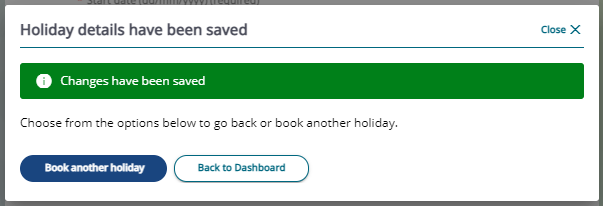 * Start date (dd/mm/yyyy) (required)
Holiday details have been saved
Close
Changes have been saved
Choose from the options below to go back or book another holiday.
Book another holiday
Back to Dashboard